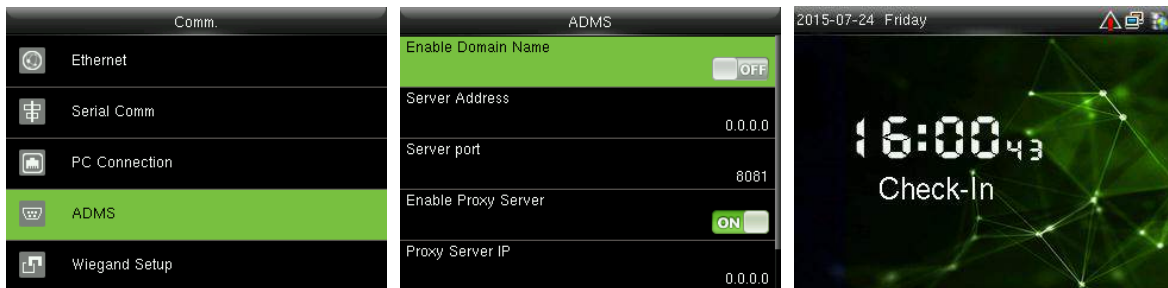 Comm.
Ethernet
Serial Comm
PC Connection
ADMS
Wiegand Setup
ADMS
Enable Domain Name
OFF
Server Address
0.0.0.0
Server port
8081
Enable Proxy Server
ON
Proxy Server IP
0.0.0.0
2015-07-24 Friday
16:00 43
Check-In